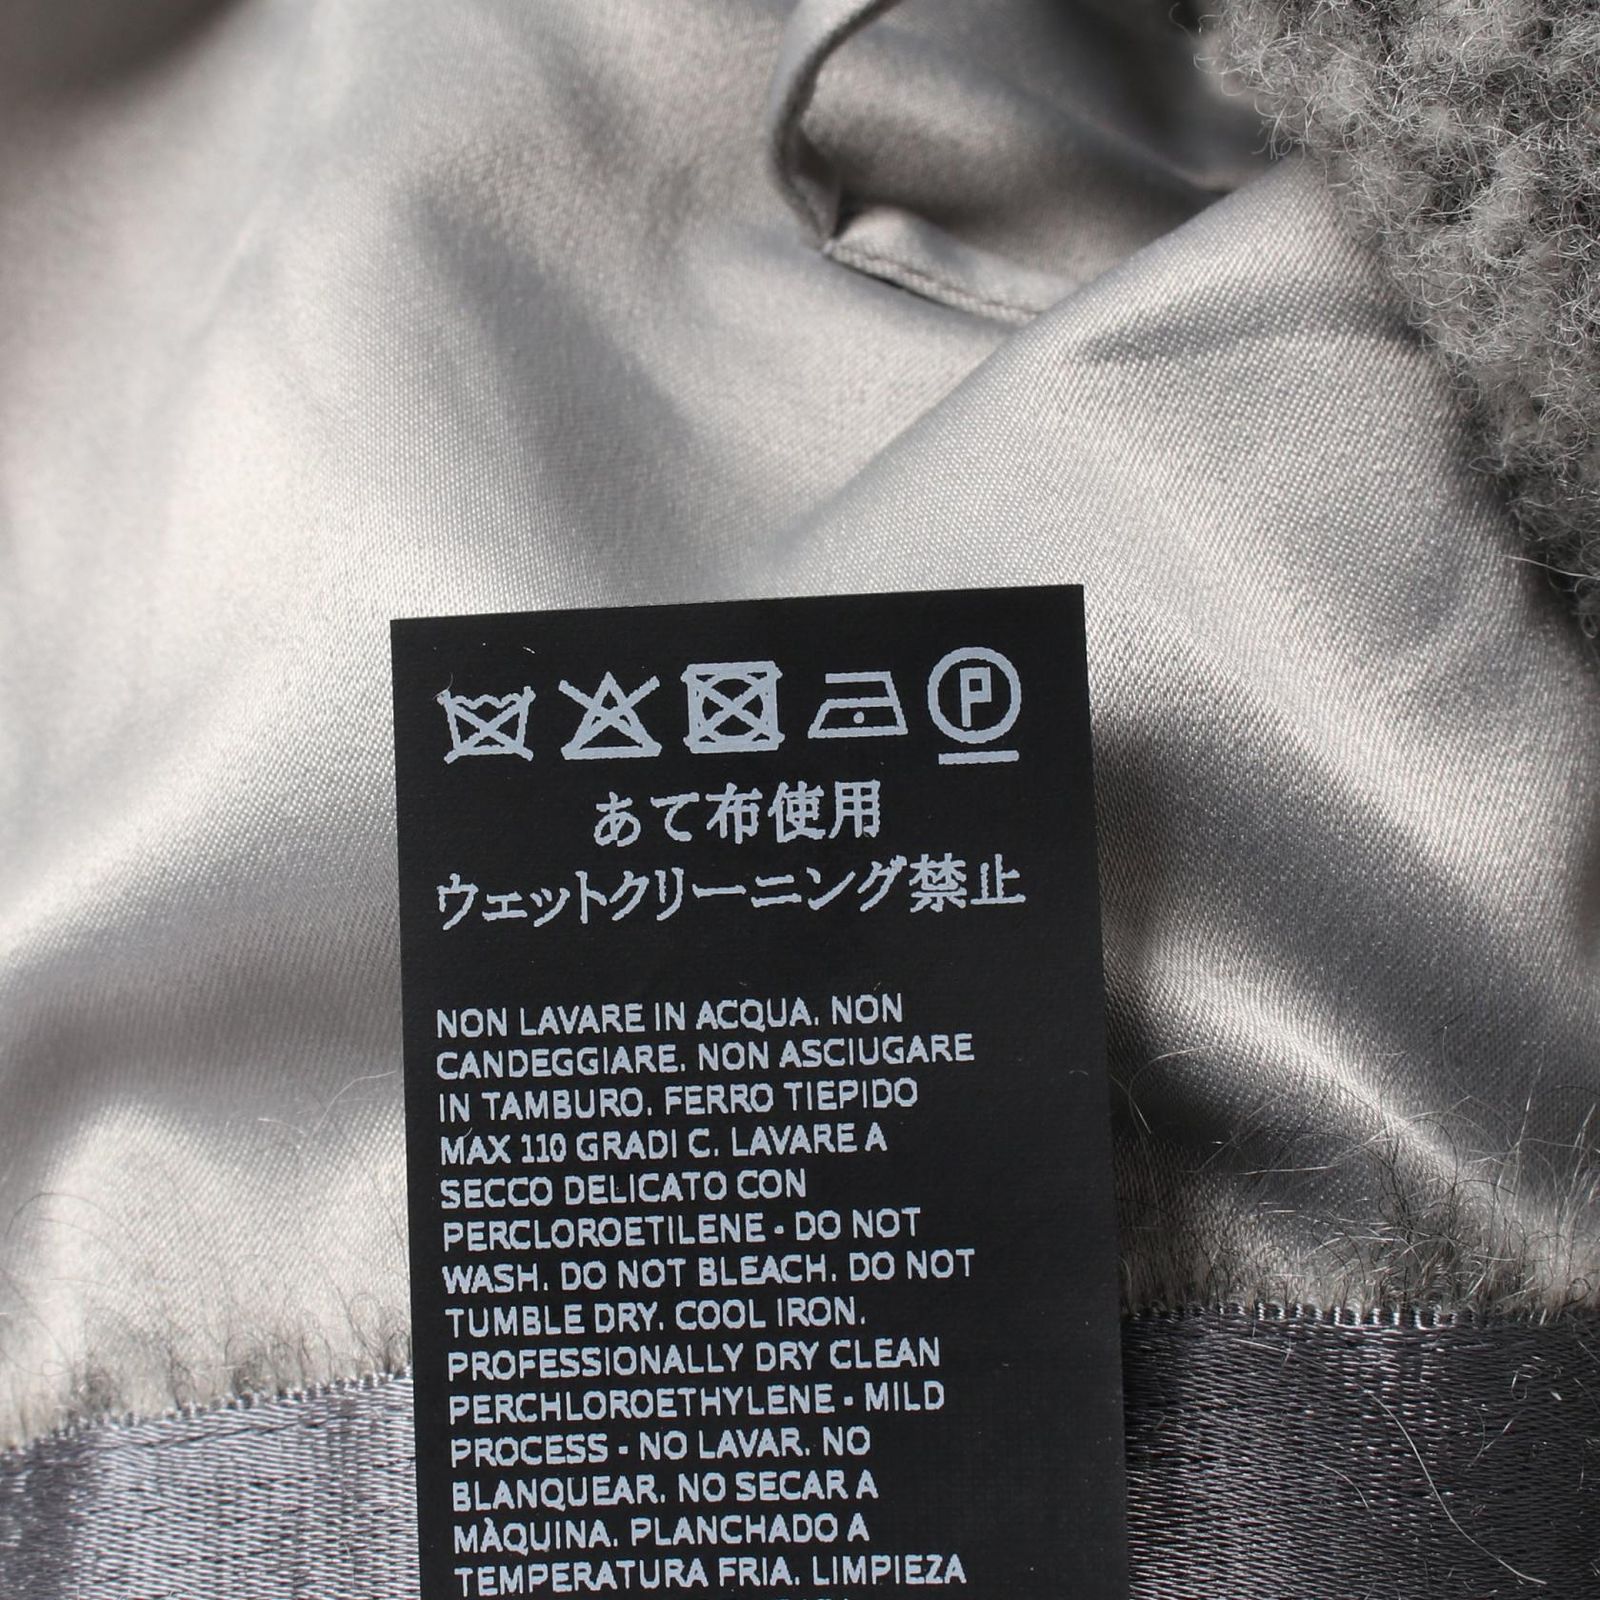 P
あて布使用
ウェットクリーニング禁止
NON LAVARE IN ACQUA. NON
CANDEGGIARE. NON ASCIUGARE
IN TAMBURO. FERRO TIEPIDO
MAX 110 GRADI C. LAVARE A
SECCO DELICATO CON
PERCLOROETILENE - DO NOT
WASH. DO NOT BLEACH. DO NOT
TUMBLE DRY. COOL IRON.
PROFESSIONALLY DRY CLEAN
PERCHLOROETHYLENE - MILD
PROCESS - NO LAVAR. NO
BLANQUEAR. NO SECAR A
MÀQUINA. PLANCHADO A
TEMPERATURA FRIA. LIMPIEZA